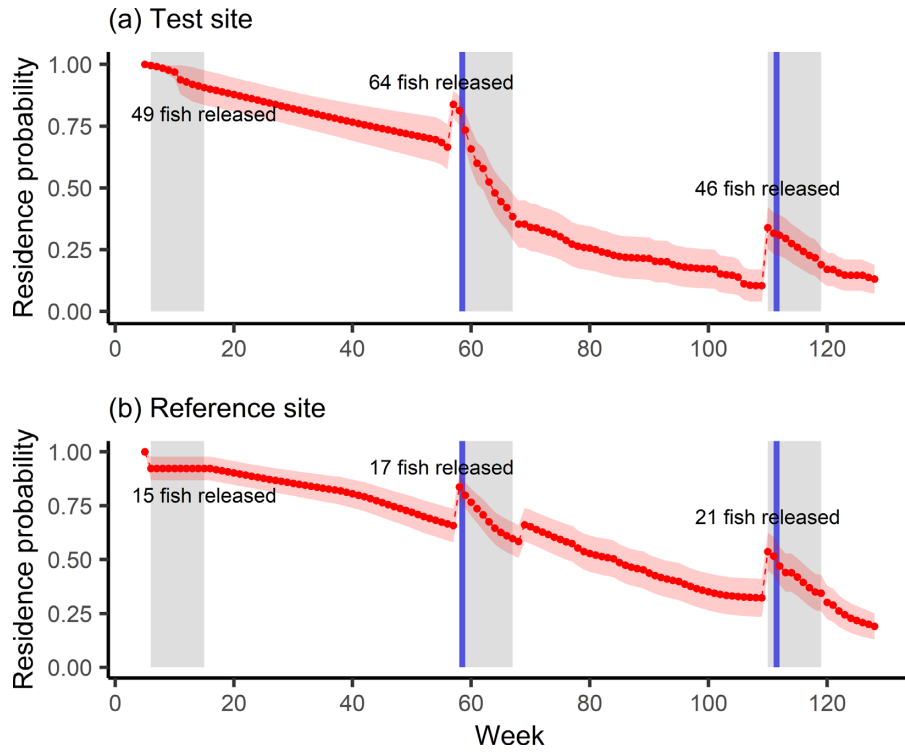 (a) Test site
Residence probability
1.00
0.75
0.50
0.25
0.00
49 fish released
64 fish released
46 fish released
0 20 40 60 80 100 120
(b) Reference site
Residence probability
1.00
0.75
0.50
0.25
0.00
15 fish released
17 fish released
21 fish released
0 20 40 60 80 100 120
Week